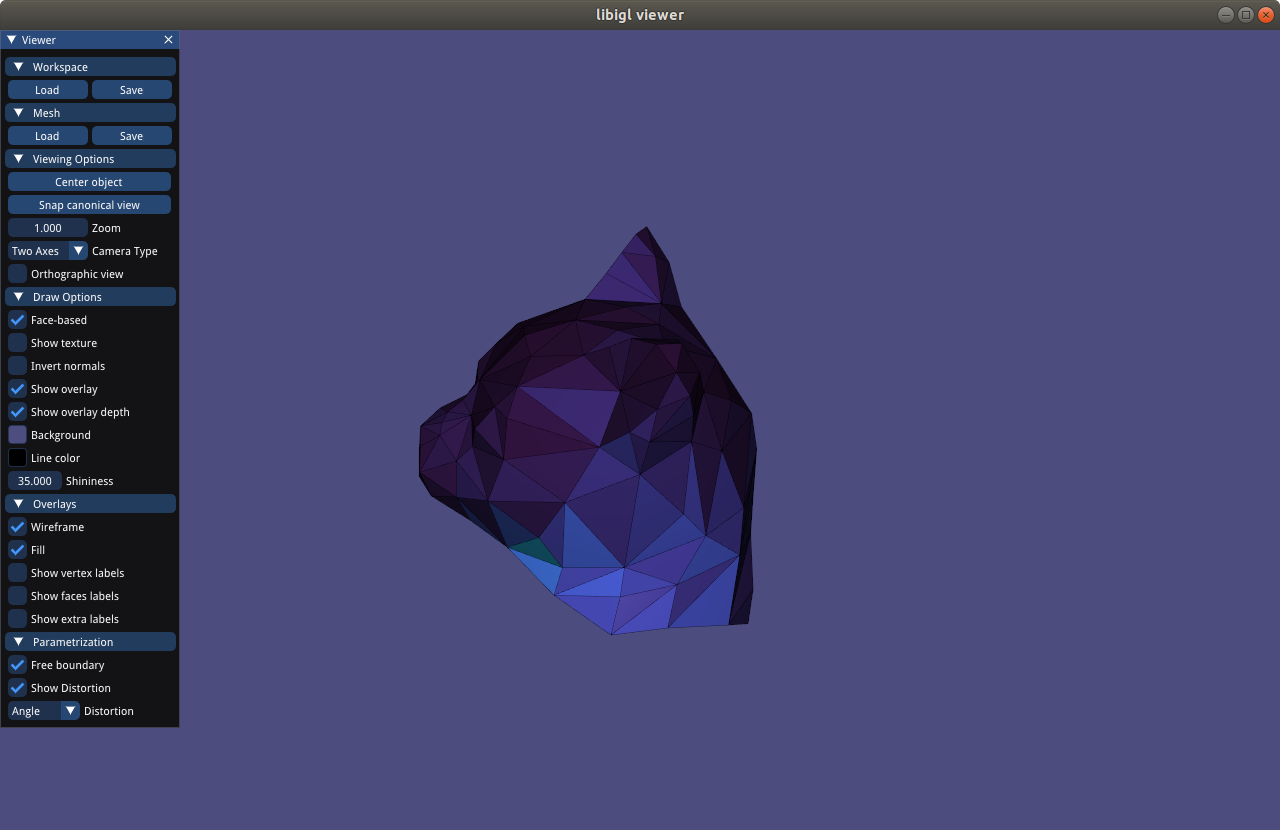 libigl viewer
Viewer
Workspace
Load Save
Mesh
Load Save
Viewing Options
Center object
Snap canonical view
1.000 Zoom
Two Axes Camera Type
Orthographic view
Draw Options
Face-based
Show texture
Invert normals
Show overlay
Show overlay depth
Background
Line color
35.000 Shininess
Overlays
Wireframe
Fill
Show vertex labels
Show faces labels
Show extra labels
Parametrization
Free boundary
Show Distortion
Angle Distortion